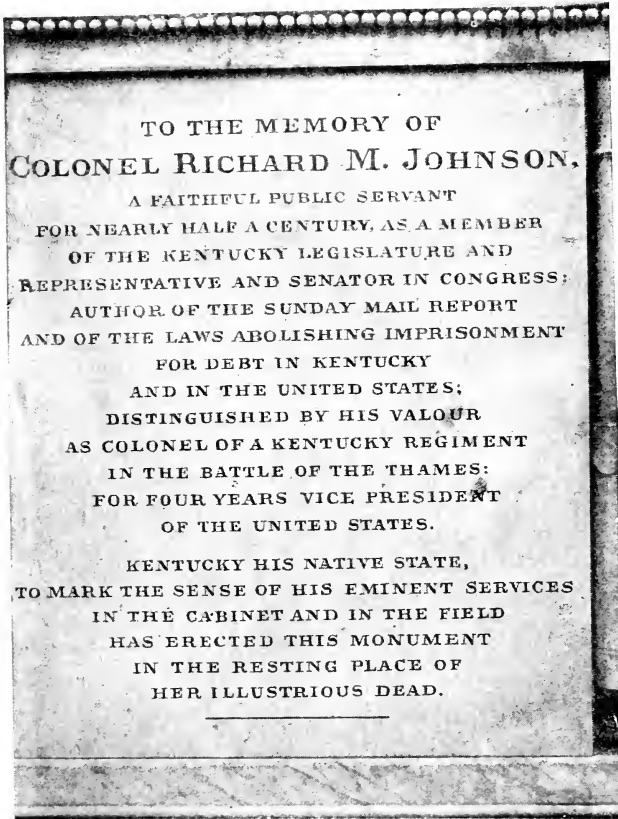 TO THE MEMORY OF
COLONEL RICHARD M. JOHNSON,
A FAITHFUL PUBLIC SERVANT
FOR NEARLY HALF A CENTURY, AS A MEMBER
OF THE KENTUCKY LEGISLATURE AND
REPRESENTATIVE AND SENATOR IN CONGRESS;
AUTHOR OF THE SUNDAY MAIL REPORT
AND OF THE LAWS ABOLISHING IMPRISONMENT
FOR DEBT IN KENTUCKY
AND IN THE UNITED STATES;
DISTINGUISHED BY HIS VALOUR
AS COLONEL OF A KENTUCKY REGIMENT
IN THE BATTLE OF THE THAMES:
FOR FOUR YEARS VICE PRESIDENT
OF THE UNITED STATES.
KENTUCKY HIS NATIVE STATE,
TO MARK THE SENSE OF HIS EMINENT SERVICES
IN THE CABINET AND IN THE FIELD
HAS ERECTED THIS MONUMENT
IN THE RESTING PLACE OF
HER ILLUSTRIOUS DEAD.